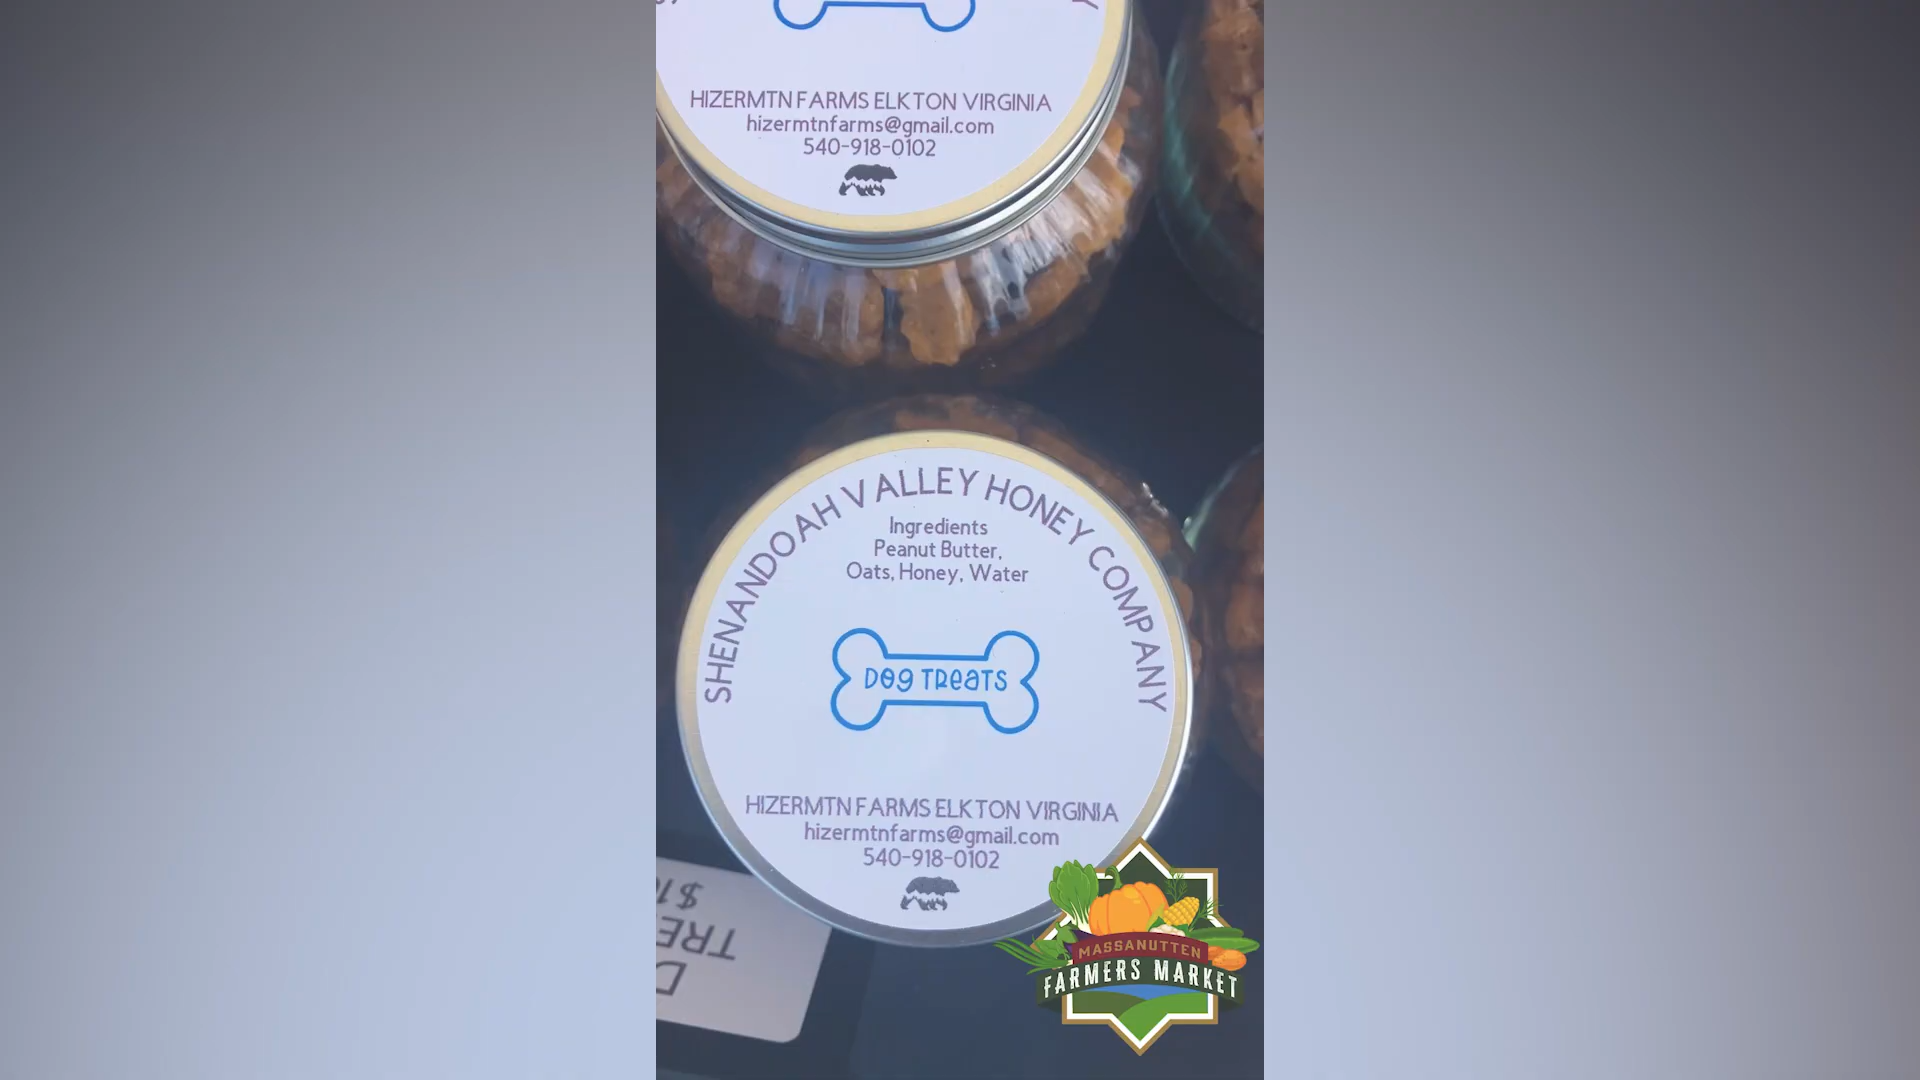 HIZERMTN FARMS ELKTON VIRGINIA
hizermtnfarms@gmail.com
540-918-0102
SHENANDOAH VALLEY HONEY COMPANY
Ingredients
Peanut Butter,
Oats, Honey, Water
DOG TREATS
HIZERMTN FARMS ELKTON VIRGINIA
hizermtnfarms@gmail.com
540-918-0102
MASSANUTTEN
FARMERS MARKET